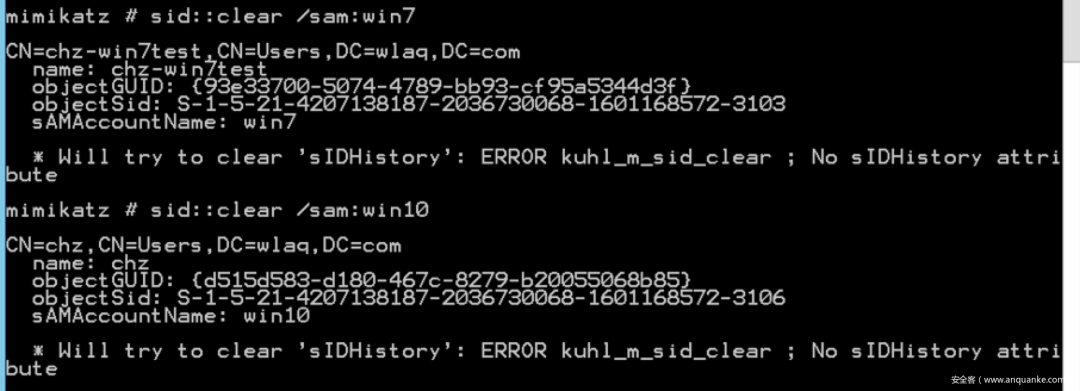 mimikatz # sid::clear /sam:win7
CN=chz-win7test,CN=Users,DC=wlaq,DC=com
  name: chz-win7test
  objectGUID: {93e33700-5074-4789-bb93-cf95a5344d3f}
  objectSid: S-1-5-21-4207138187-2036730068-1601168572-3103
  sAMAccountName: win7
  * Will try to clear 'sIDHistory': ERROR kuhl_m_sid_clear ; No sIDHistory attri
bute
mimikatz # sid::clear /sam:win10
CN=chz,CN=Users,DC=wlaq,DC=com
  name: chz
  objectGUID: {d515d583-d180-467c-8279-b20055068b85}
  objectSid: S-1-5-21-4207138187-2036730068-1601168572-3106
  sAMAccountName: win10
  * Will try to clear 'sIDHistory': ERROR kuhl_m_sid_clear ; No sIDHistory attri
bute
安全客（www.anquanke.com